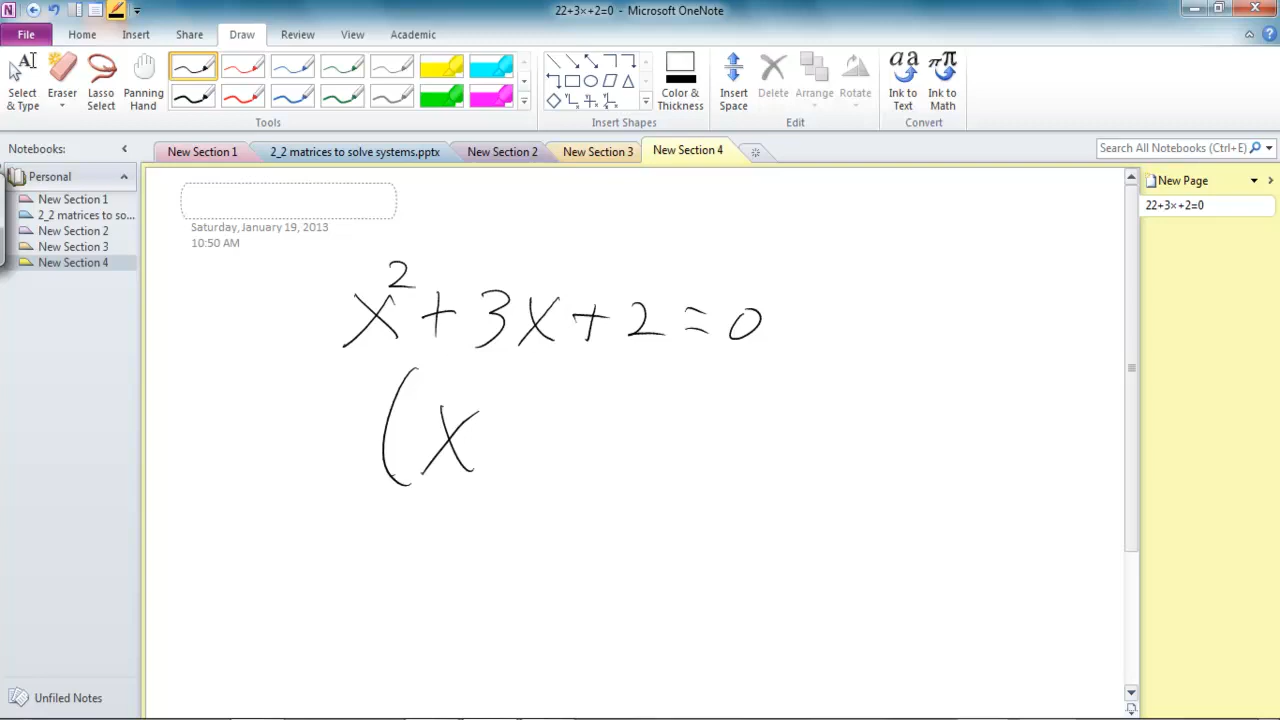 22+3x+2=0 - Microsoft OneNote
File Home Insert Share Draw Review View Academic
Select & Type Eraser Lasso Select Panning Hand Color & Thickness Insert Space Delete Arrange Rotate Link to Text Link to Math
Tools Insert Shapes Edit Convert
Notebooks: New Section 1 2_2 matrices to solve systems.pptx New Section 2 New Section 3 New Section 4 Search All Notebooks (Ctrl+E)
Personal
New Section 1
2_2 matrices to so...
New Section 2
New Section 3
New Section 4
Unfiled Notes
Saturday, January 19, 2013
10:50 AM
x² + 3x + 2 = 0
(x
New Page
22+3x+2=0